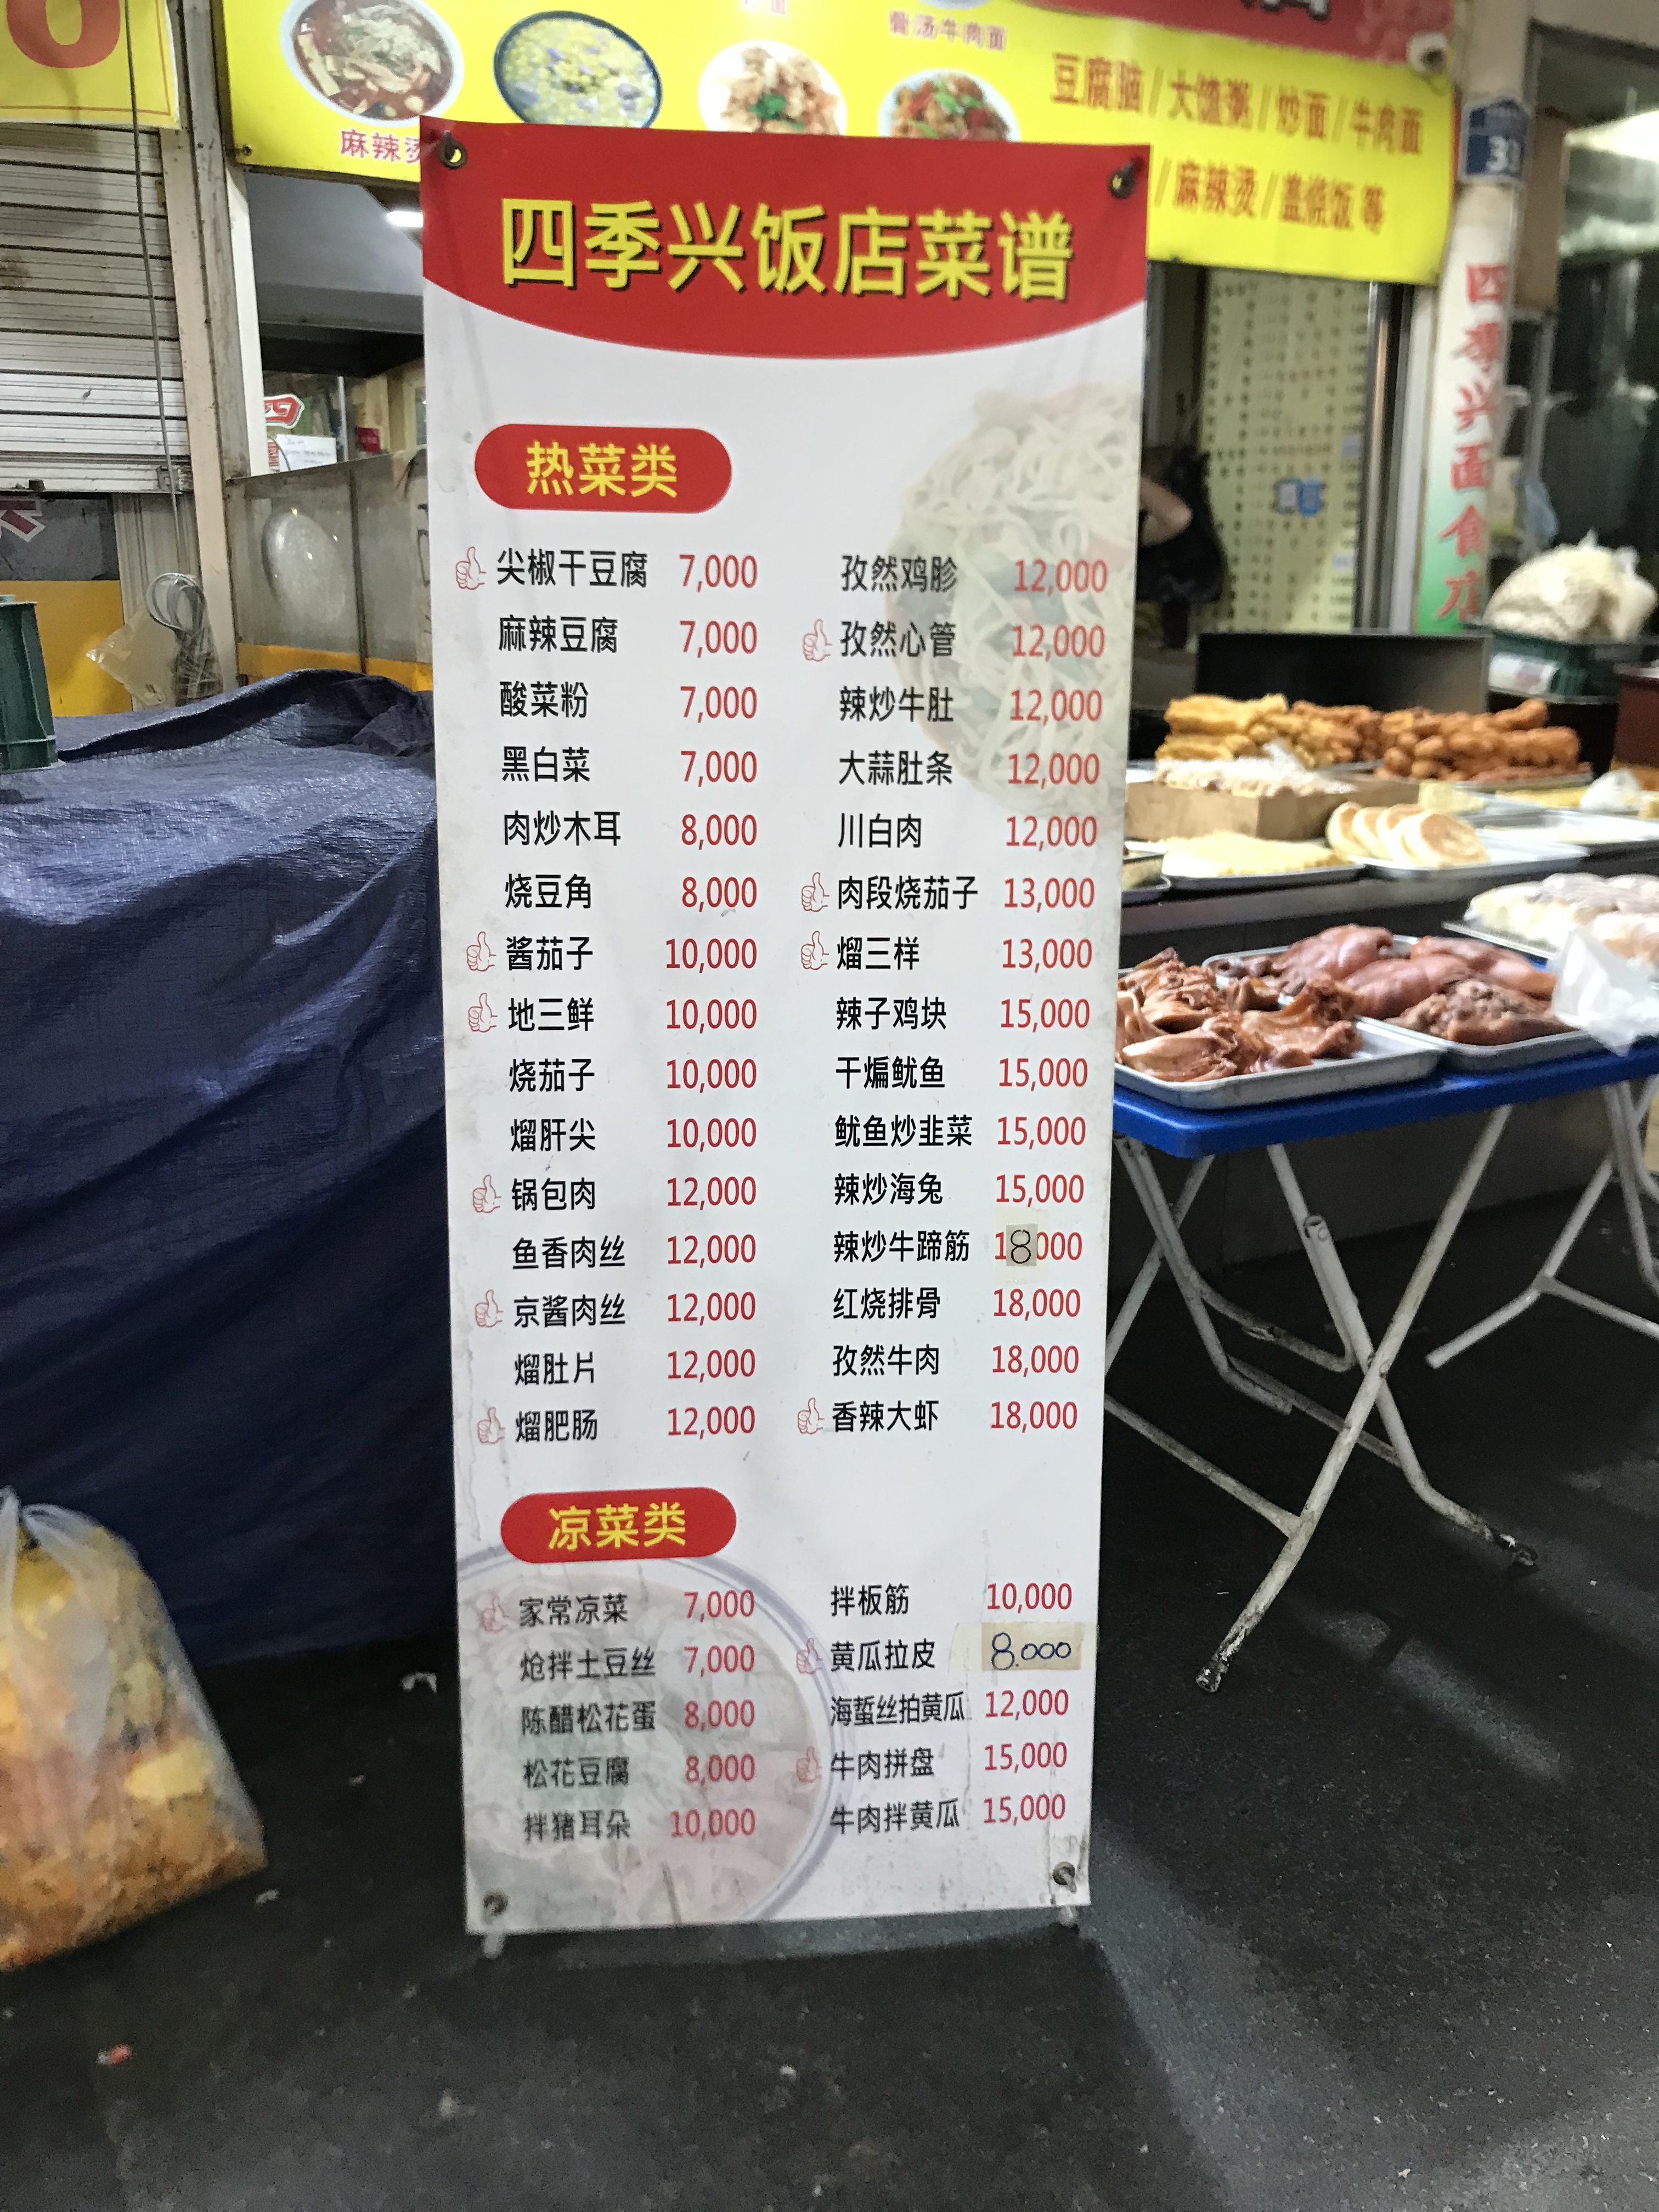 骨汤牛肉面
豆腐脑/大馇粥/炒面/牛肉面
麻辣烫
/麻辣烫/盖烧饭 等
33
四季兴面食店
四季兴饭店菜谱
热菜类
尖椒干豆腐 7,000
麻辣豆腐 7,000
酸菜粉 7,000
黑白菜 7,000
肉炒木耳 8,000
烧豆角 8,000
酱茄子 10,000
地三鲜 10,000
烧茄子 10,000
熘肝尖 10,000
锅包肉 12,000
鱼香肉丝 12,000
京酱肉丝 12,000
熘肚片 12,000
熘肥肠 12,000
孜然鸡胗 12,000
孜然心管 12,000
辣炒牛肚 12,000
大蒜肚条 12,000
川白肉 12,000
肉段烧茄子 13,000
熘三样 13,000
辣子鸡块 15,000
干煸鱿鱼 15,000
鱿鱼炒韭菜 15,000
辣炒海兔 15,000
辣炒牛蹄筋 18000
红烧排骨 18,000
孜然牛肉 18,000
香辣大虾 18,000
凉菜类
家常凉菜 7,000
炝拌土豆丝 7,000
陈醋松花蛋 8,000
松花豆腐 8,000
拌猪耳朵 10,000
拌板筋 10,000
黄瓜拉皮 8.000
海蜇丝拍黄瓜 12,000
牛肉拼盘 15,000
牛肉拌黄瓜 15,000